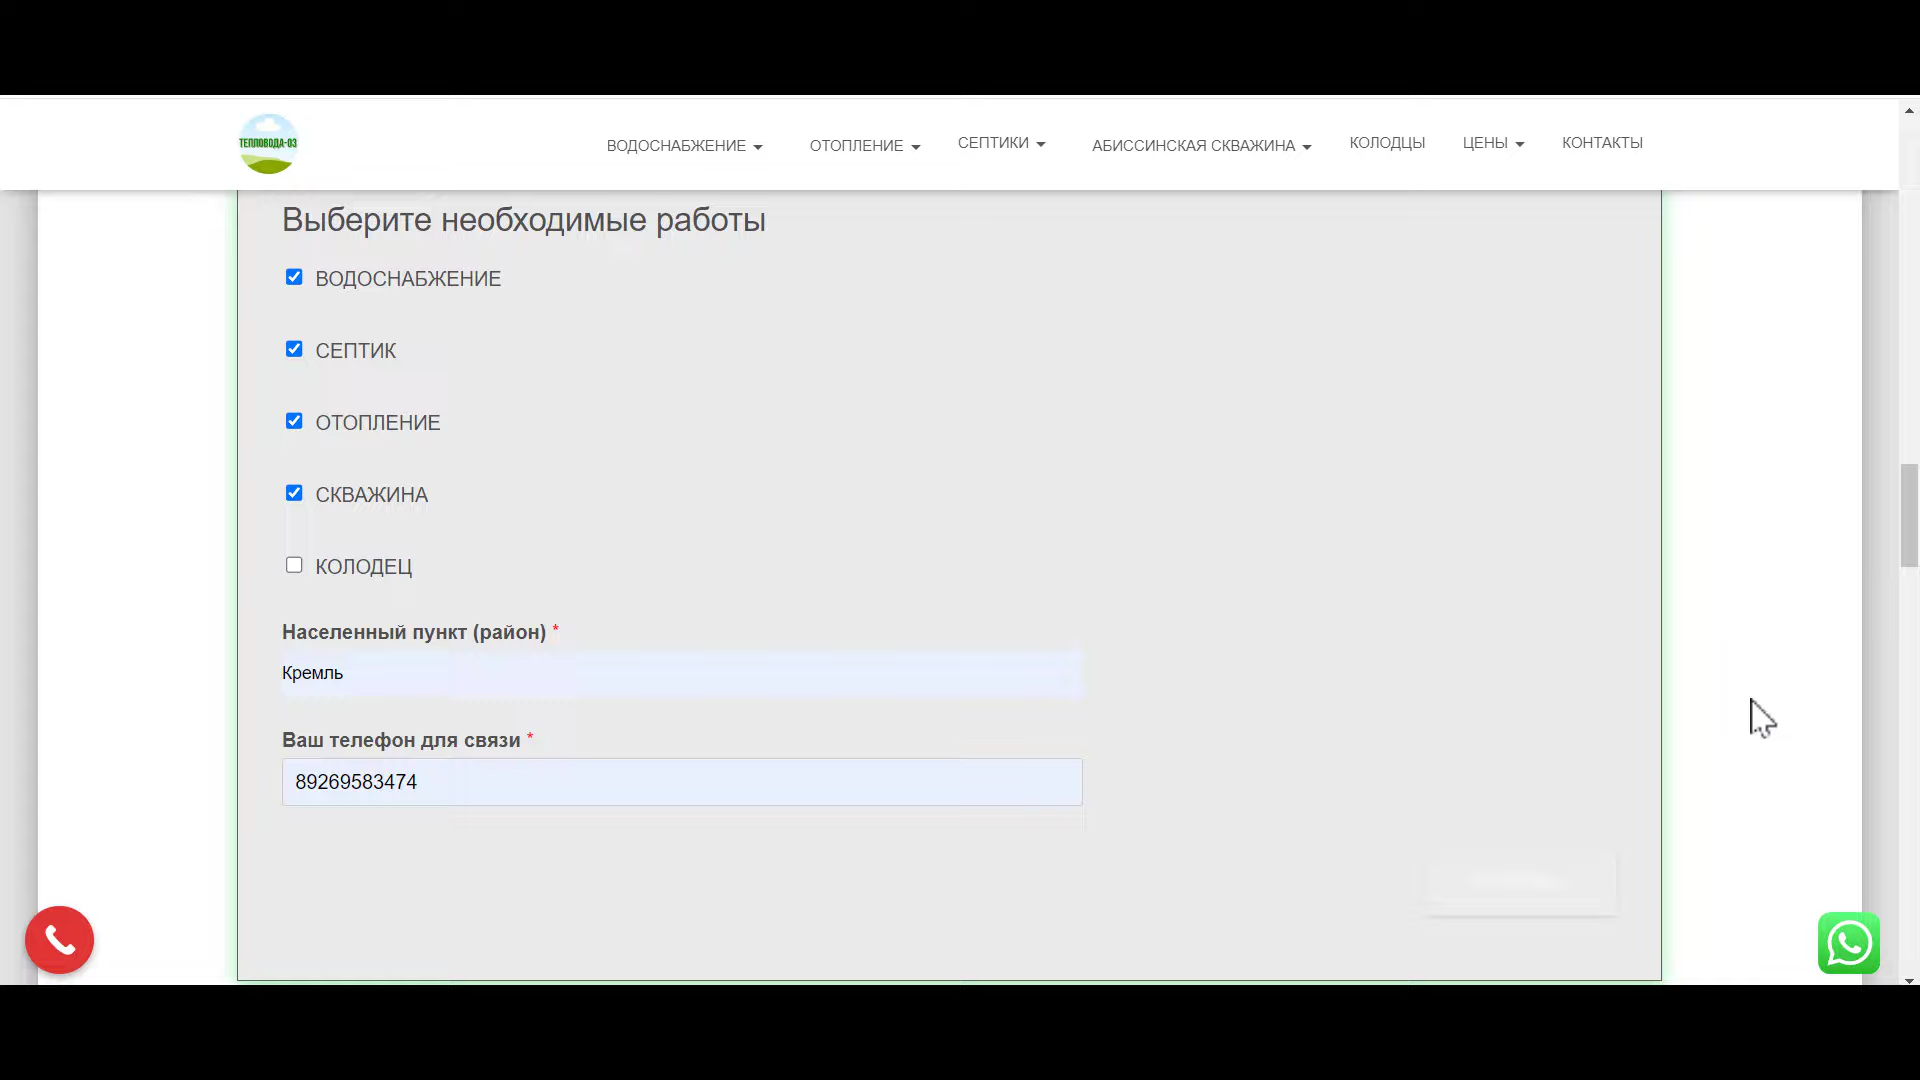 ТЕПЛОВОДА-03
ВОДОСНАБЖЕНИЕ ОТОПЛЕНИЕ СЕПТИКИ АБИССИНСКАЯ СКВАЖИНА КОЛОДЦЫ ЦЕНЫ КОНТАКТЫ
Выберите необходимые работы
ВОДОСНАБЖЕНИЕ
СЕПТИК
ОТОПЛЕНИЕ
СКВАЖИНА
КОЛОДЕЦ
Населенный пункт (район) *
Кремль
Ваш телефон для связи *
89269583474